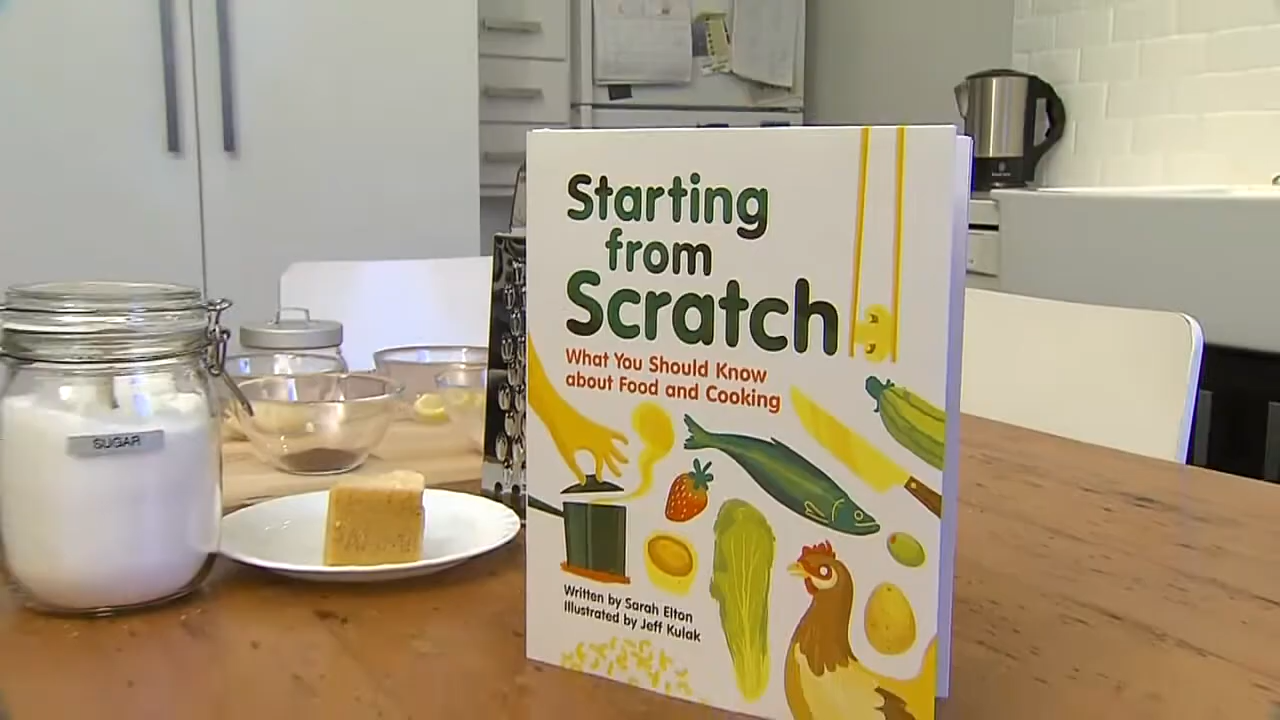 Starting
from
Scratch
What You Should Know
about Food and Cooking
Written by Sarah Elton
Illustrated by Jeff Kulak
SUGAR